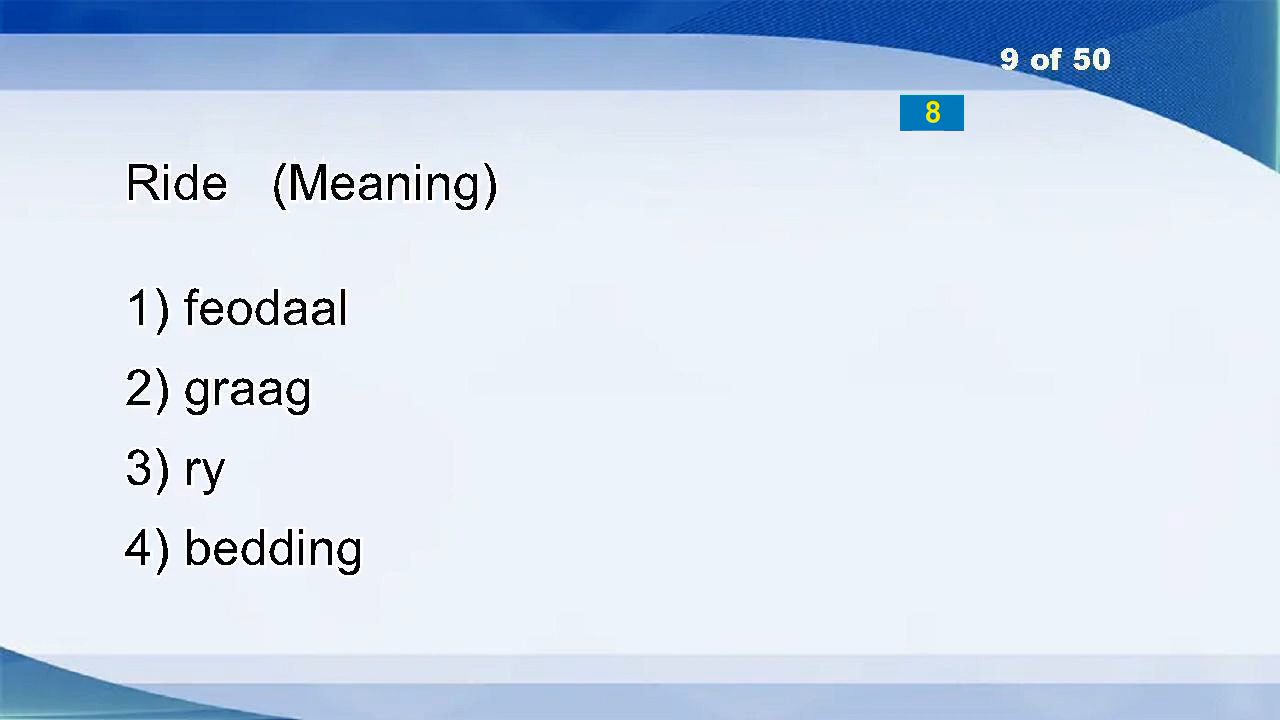 9 of 50
8
Ride (Meaning)
1) feodaal
2) graag
3) ry
4) bedding